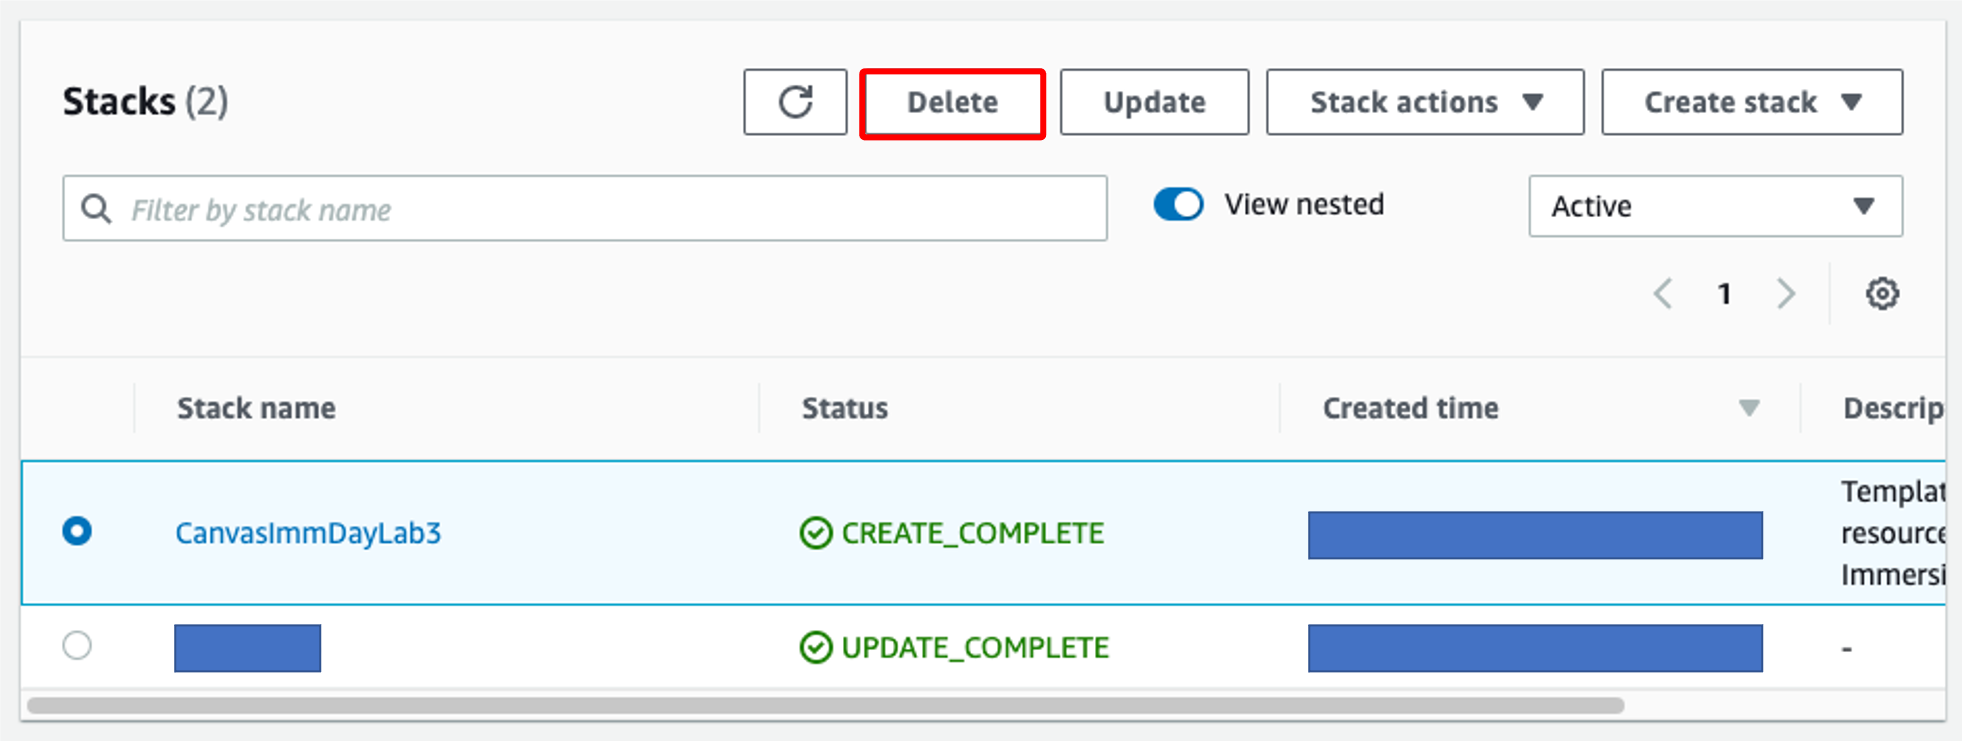 Stacks (2)
Delete
Update
Stack actions
Create stack
Filter by stack name
View nested
Active
1
Stack name
Status
Created time
Descrip
CanvasImmDayLab3
CREATE_COMPLETE
Templat
resource
Immersi
UPDATE_COMPLETE
-